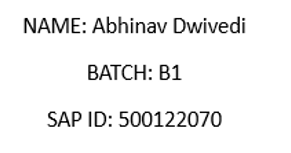 NAME: Abhinav Dwivedi
BATCH: B1
SAP ID: 500122070